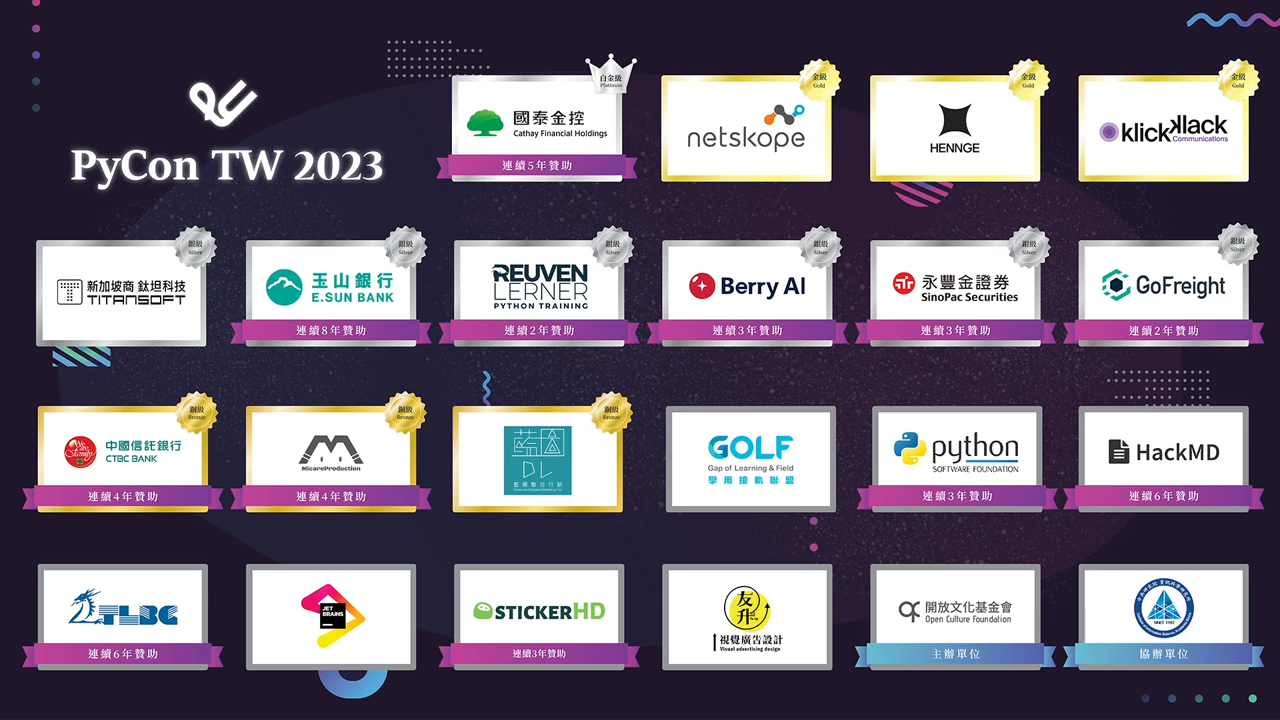 PyCon TW 2023
白金級
Platinum
國泰金控
Cathay Financial Holdings
連續5年贊助
金級
Gold
netskope
金級
Gold
HENNGE
金級
Gold
klickklack
Communications
銀級
Silver
新加坡商 鈦坦科技
TITANSOFT
銀級
Silver
玉山銀行
E.SUN BANK
連續8年贊助
銀級
Silver
REUVEN
LERNER
PYTHON TRAINING
連續2年贊助
銀級
Silver
Berry AI
連續3年贊助
銀級
Silver
永豐金證券
SinoPac Securities
連續3年贊助
銀級
Silver
GoFreight
連續2年贊助
銅級
Bronze
We are Family
中國信託銀行
CTBC BANK
連續4年贊助
銅級
Bronze
MicareProduction
連續4年贊助
銅級
Bronze
藍圖
DL
藍圖整合行銷
GOLF
Gap of Learning & Field
學用接軌聯盟
python
SOFTWARE FOUNDATION
連續3年贊助
HackMD
連續6年贊助
TLBC
連續6年贊助
JET
BRAINS
STICKERHD
連續3年贊助
友
升
視覺廣告設計
Visual advertising design
開放文化基金會
Open Culture Foundation
主辦單位
SINCE 1982
協辦單位